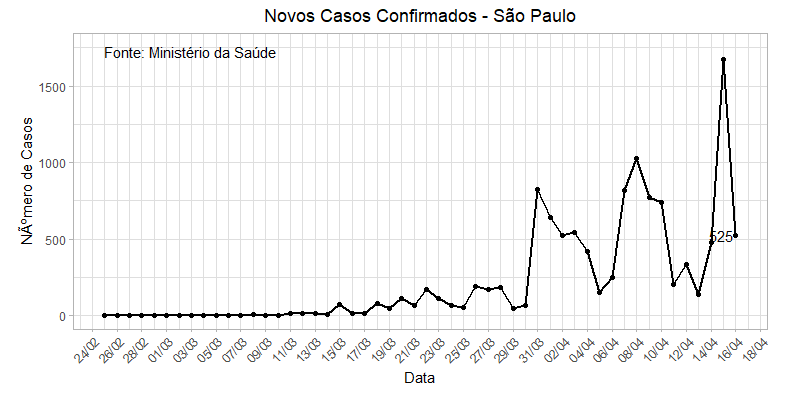 Novos Casos Confirmados - São Paulo
Fonte: Ministério da Saúde
NÃºmero de Casos
1500
1000
500
0
525
24/02 26/02 28/02 01/03 03/03 05/03 07/03 09/03 11/03 13/03 15/03 17/03 19/03 21/03 23/03 25/03 27/03 29/03 31/03 02/04 04/04 06/04 08/04 10/04 12/04 14/04 16/04 18/04
Data